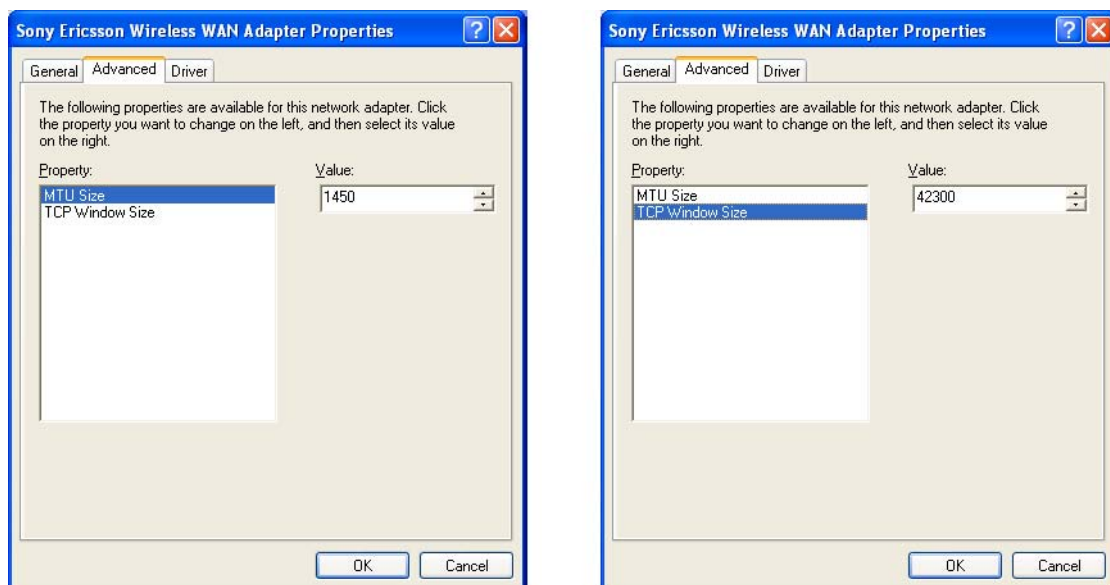 Sony Ericsson Wireless WAN Adapter Properties
General Advanced Driver
The following properties are available for this network adapter. Click
the property you want to change on the left, and then select its value
on the right.
Property: Value:
MTU Size 1450
TCP Window Size
OK Cancel
Sony Ericsson Wireless WAN Adapter Properties
General Advanced Driver
The following properties are available for this network adapter. Click
the property you want to change on the left, and then select its value
on the right.
Property: Value:
MTU Size 42300
TCP Window Size
OK Cancel